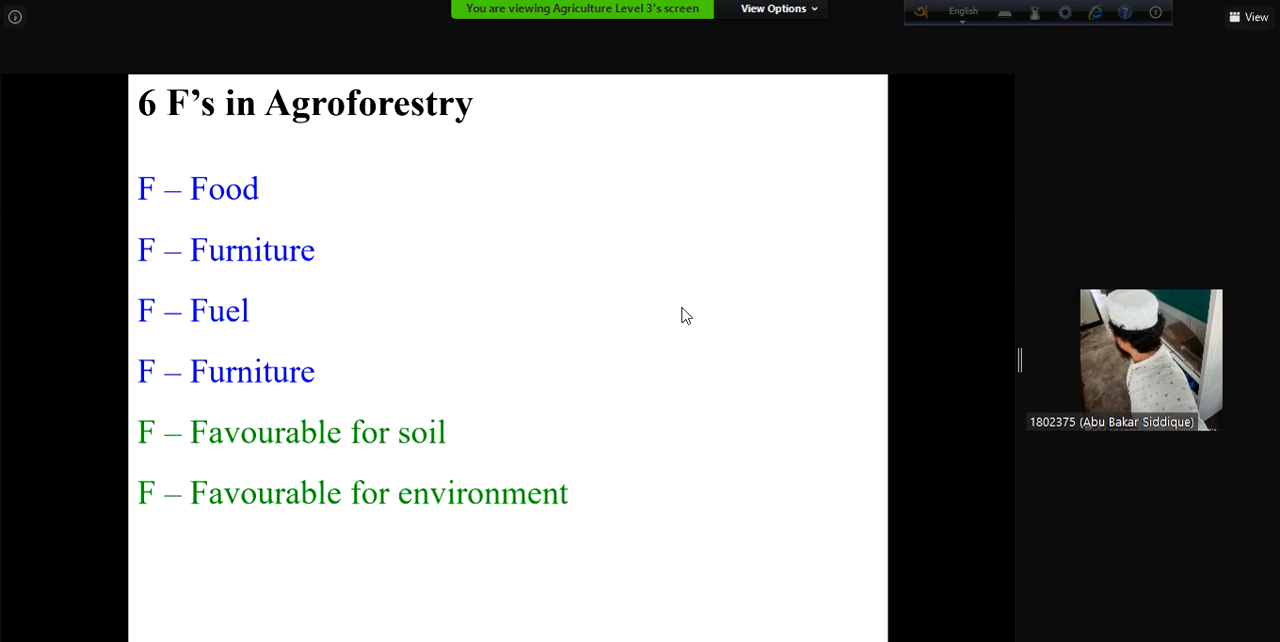 You are viewing Agriculture Level 3's screen
View Options
English
View
6 F’s in Agroforestry
F – Food
F – Furniture
F – Fuel
F – Furniture
F – Favourable for soil
F – Favourable for environment
1802375 (Abu Bakar Siddique)